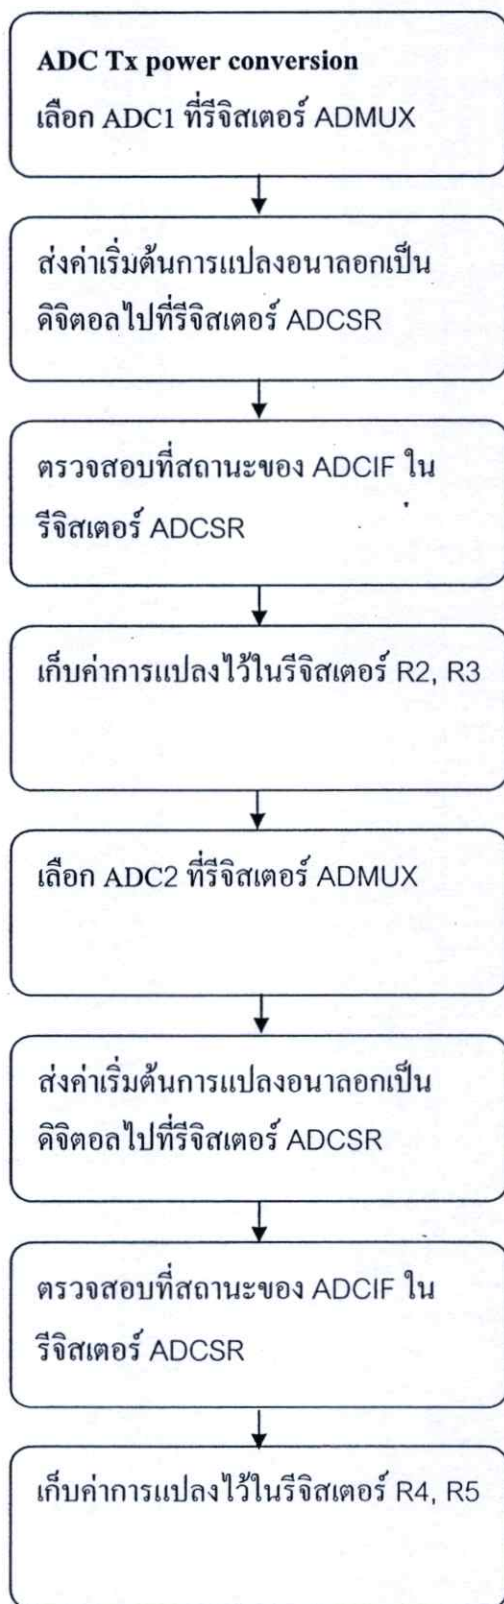 ADC Tx power conversion
เลือก ADC1 ที่รีจิสเตอร์ ADMUX
ส่งค่าเริ่มต้นการแปลงอนาลอกเป็น
ดิจิตอลไปที่รีจิสเตอร์ ADCSR
ตรวจสอบที่สถานะของ ADCIF ใน
รีจิสเตอร์ ADCSR
เก็บค่าการแปลงไว้ในรีจิสเตอร์ R2, R3
เลือก ADC2 ที่รีจิสเตอร์ ADMUX
ส่งค่าเริ่มต้นการแปลงอนาลอกเป็น
ดิจิตอลไปที่รีจิสเตอร์ ADCSR
ตรวจสอบที่สถานะของ ADCIF ใน
รีจิสเตอร์ ADCSR
เก็บค่าการแปลงไว้ในรีจิสเตอร์ R4, R5